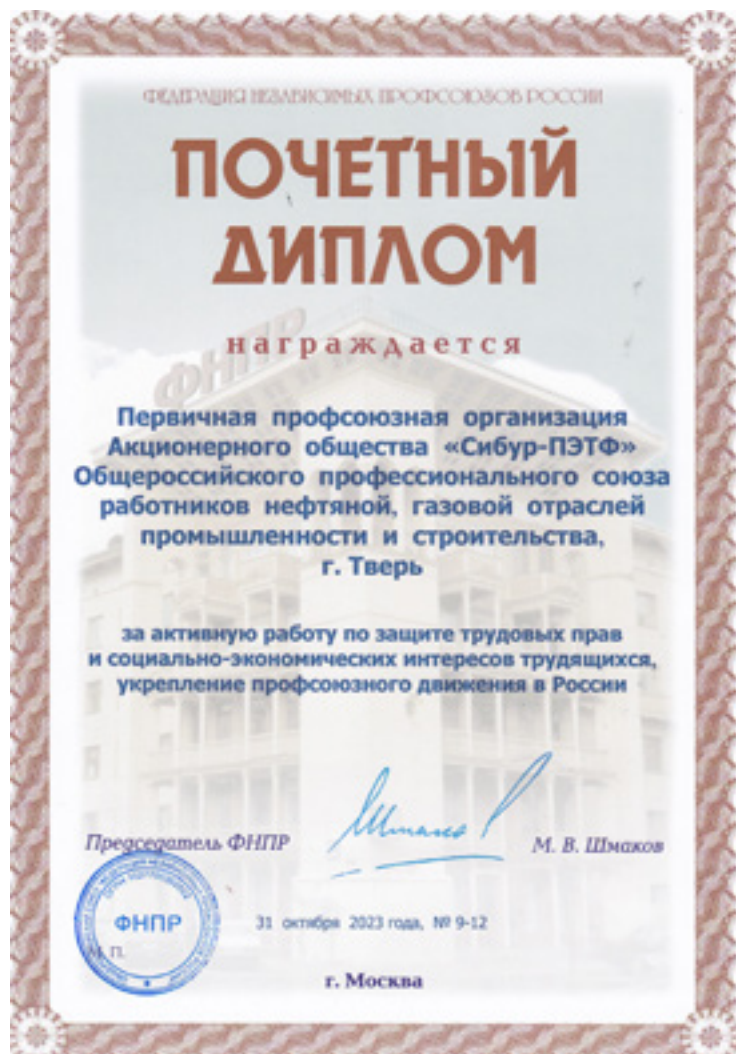 ФЕДЕРАЦИЯ НЕЗАВИСИМЫХ ПРОФСОЮЗОВ РОССИИ
ПОЧЕТНЫЙ
ДИПЛОМ
ФНПР
награждается
Первичная профсоюзная организация
Акционерного общества «Сибур-ПЭТФ»
Общероссийского профессионального союза
работников нефтяной, газовой отраслей
промышленности и строительства,
г. Тверь
за активную работу по защите трудовых прав
и социально-экономических интересов трудящихся,
укрепление профсоюзного движения в России
Председатель ФНПР
М. В. Шмаков
ФНПР
М. П.
31 октября 2023 года, № 9-12
г. Москва